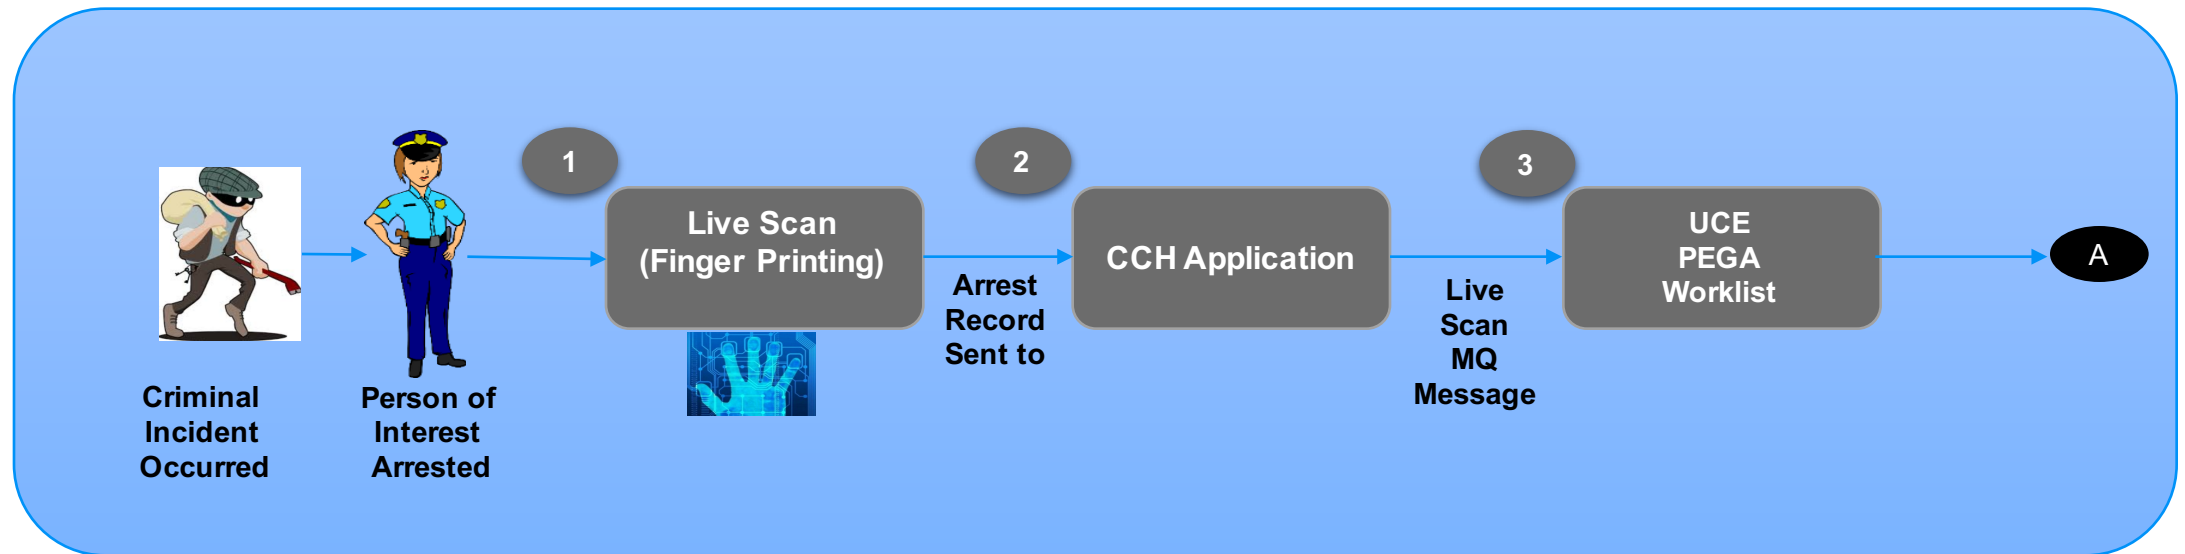 Criminal
Incident
Occurred
Person of
Interest
Arrested
1
Live Scan
(Finger Printing)
Arrest
Record
Sent to
2
CCH Application
Live
Scan
MQ
Message
3
UCE
PEGA
Worklist
A